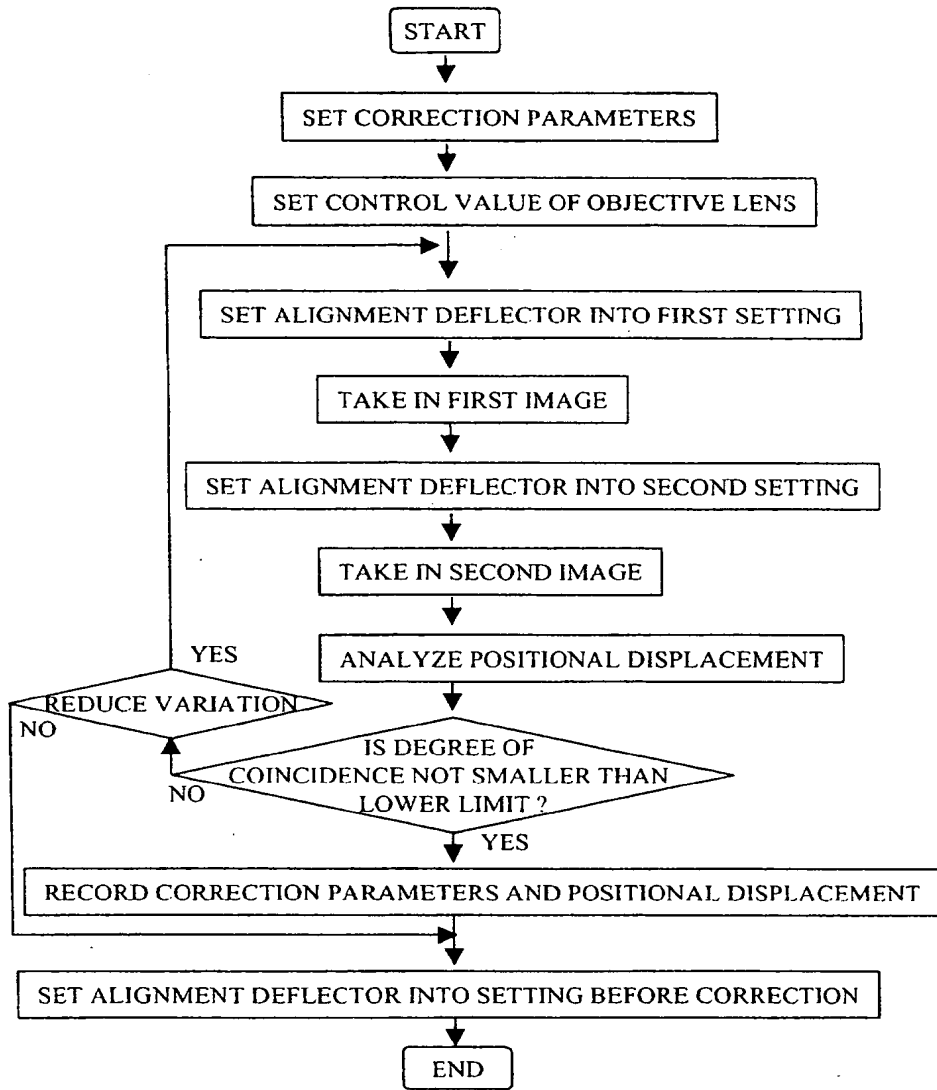 START
SET CORRECTION PARAMETERS
SET CONTROL VALUE OF OBJECTIVE LENS
SET ALIGNMENT DEFLECTOR INTO FIRST SETTING
TAKE IN FIRST IMAGE
SET ALIGNMENT DEFLECTOR INTO SECOND SETTING
TAKE IN SECOND IMAGE
ANALYZE POSITIONAL DISPLACEMENT
YES
REDUCE VARIATION
NO
IS DEGREE OF
COINCIDENCE NOT SMALLER THAN
LOWER LIMIT ?
NO
YES
RECORD CORRECTION PARAMETERS AND POSITIONAL DISPLACEMENT
SET ALIGNMENT DEFLECTOR INTO SETTING BEFORE CORRECTION
END